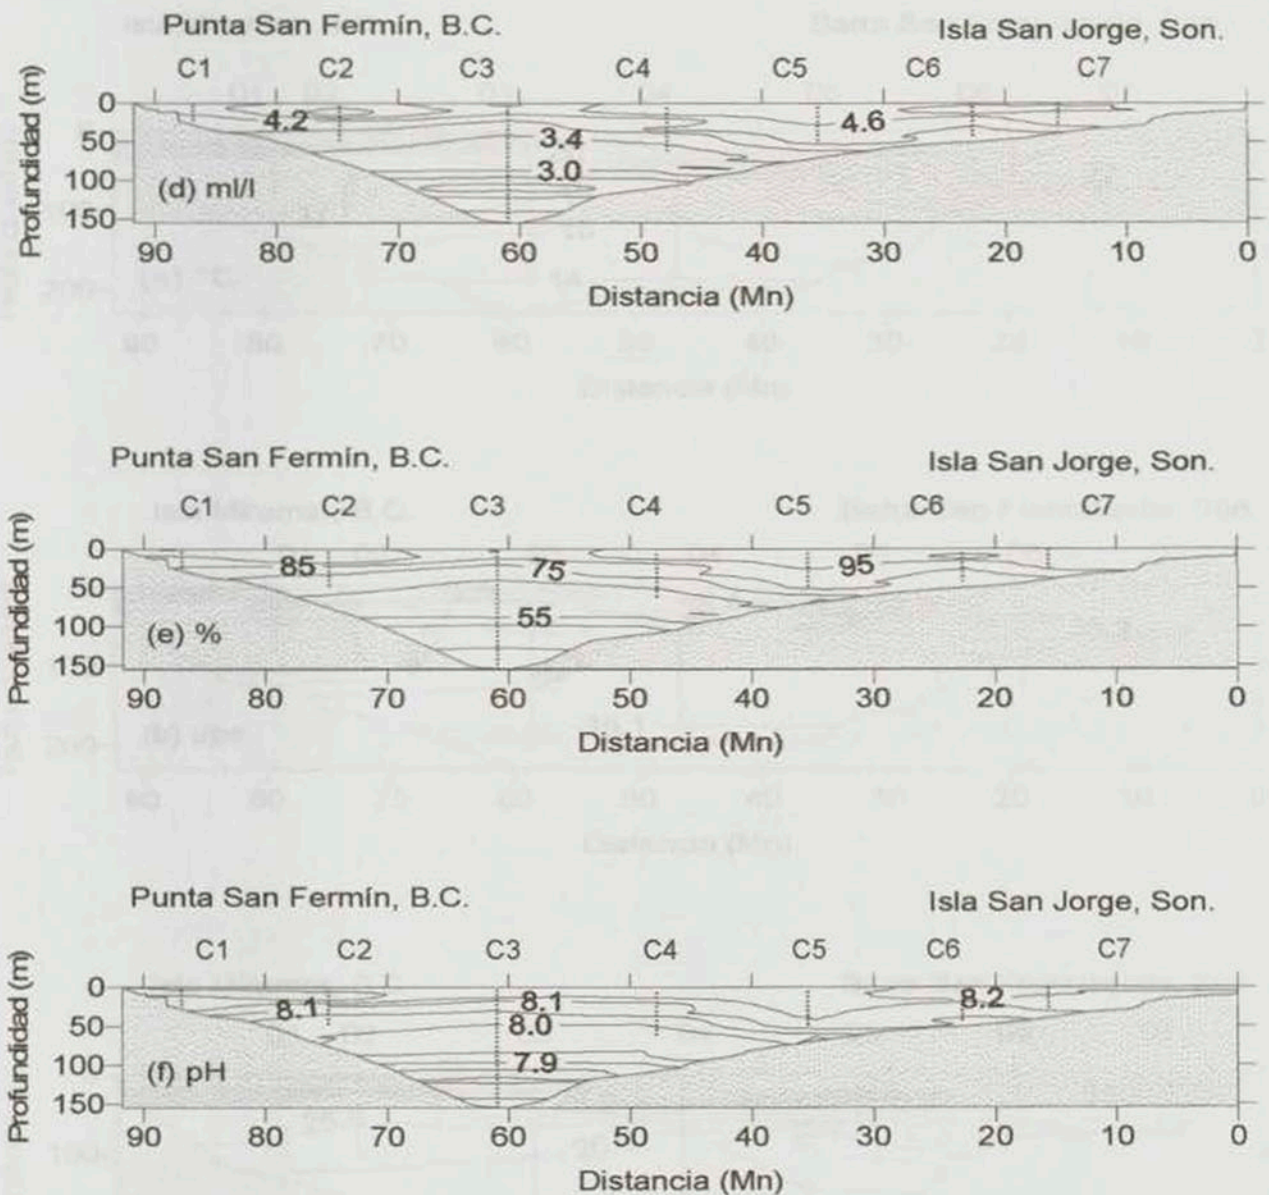 Punta San Fermín, B.C. Isla San Jorge, Son.
C1 C2 C3 C4 C5 C6 C7
Profundidad (m)
0
50
100
150
4.2 3.4 4.6
3.0
(d) ml/l
90 80 70 60 50 40 30 20 10 0
Distancia (Mn)
Punta San Fermín, B.C. Isla San Jorge, Son.
C1 C2 C3 C4 C5 C6 C7
Profundidad (m)
0
50
100
150
85 75 95
55
(e) %
90 80 70 60 50 40 30 20 10 0
Distancia (Mn)
Punta San Fermín, B.C. Isla San Jorge, Son.
C1 C2 C3 C4 C5 C6 C7
Profundidad (m)
0
50
100
150
8.1 8.1 8.2
8.0
7.9
(f) pH
90 80 70 60 50 40 30 20 10 0
Distancia (Mn)